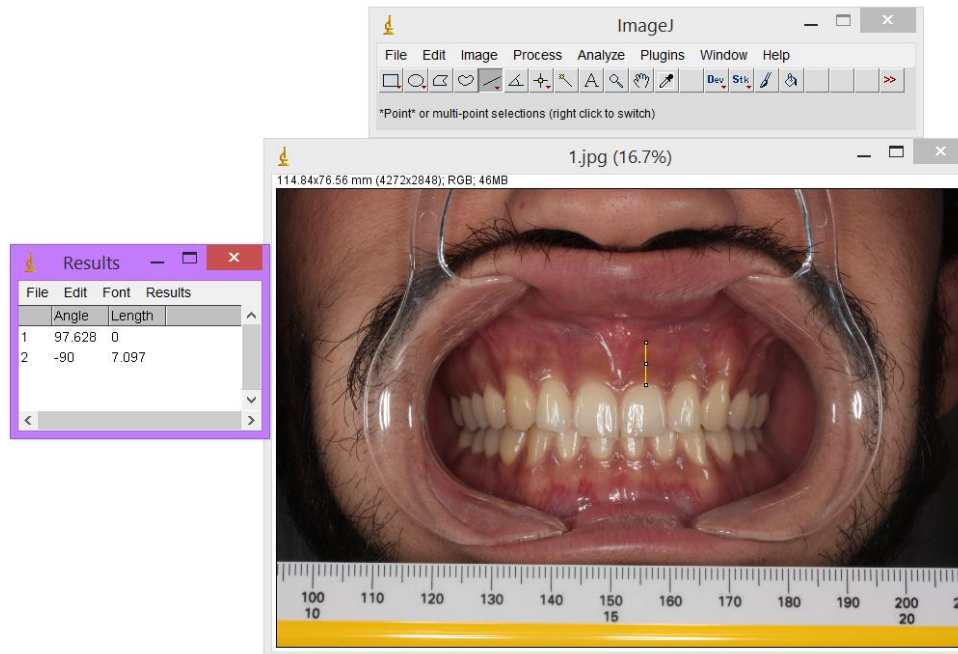 ImageJ
File Edit Image Process Analyze Plugins Window Help
A Dev Stk >>
*Point* or multi-point selections (right click to switch)
1.jpg (16.7%)
114.84x76.56 mm (4272x2848); RGB; 46MB
Results
File Edit Font Results
Angle Length
1 97.628 0
2 -90 7.097
100 110 120 130 140 150 160 170 180 190 200
10 15 20